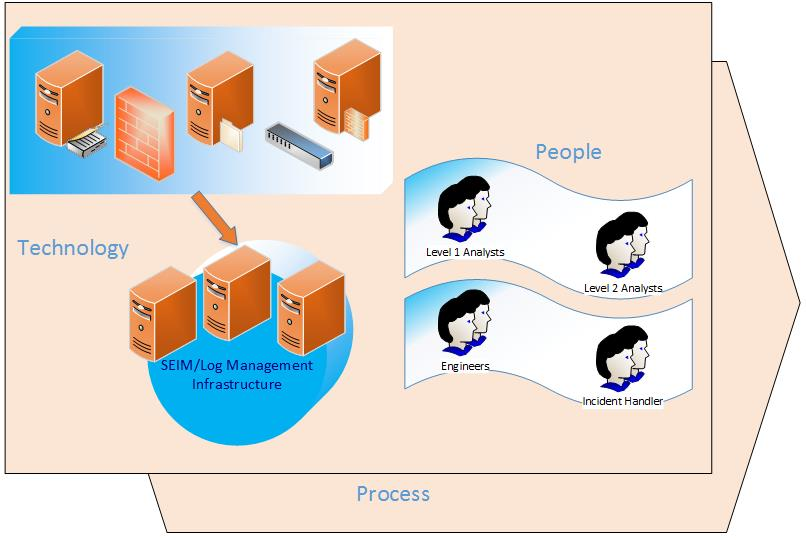 People
Technology
Level 1 Analysts
Level 2 Analysts
SEIM/Log Management
Infrastructure
Engineers
Incident Handler
Process